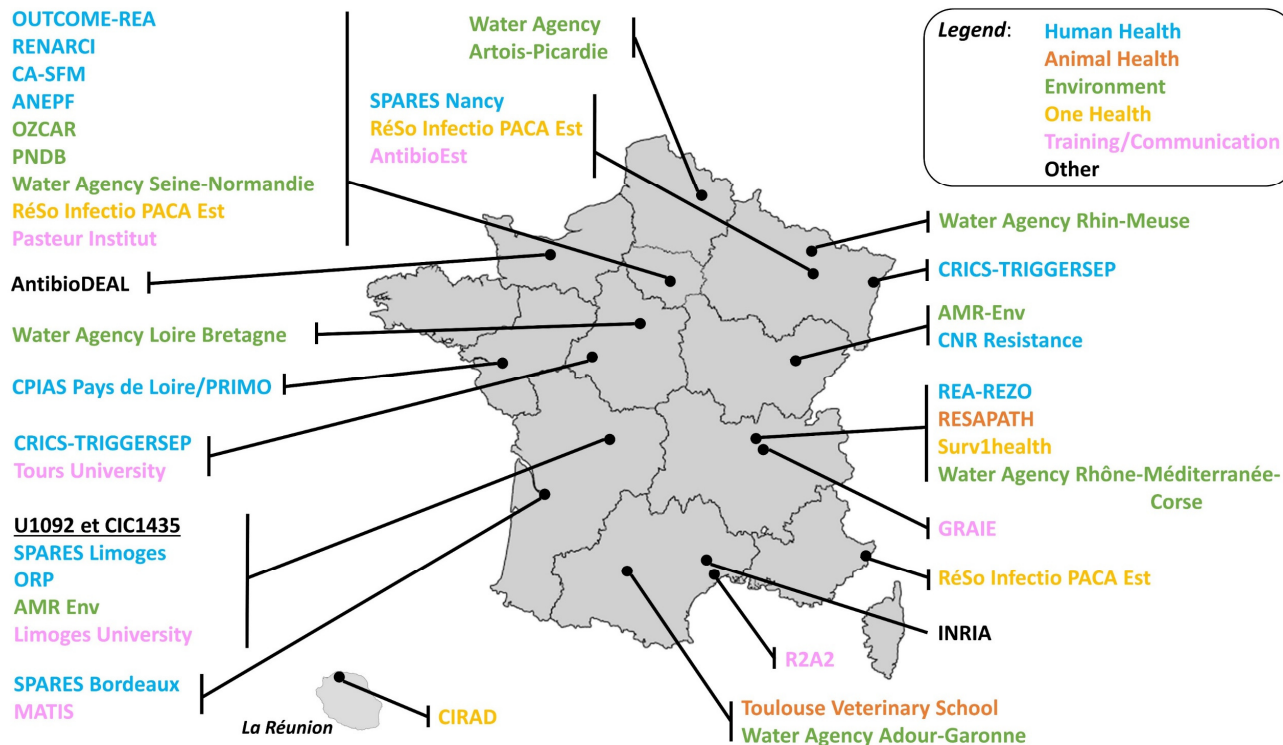 OUTCOME-REA
RENARCI
CA-SFM
ANEPF
OZCAR
PNDB
Water Agency Seine-Normandie
RéSo Infectio PACA Est
Pasteur Institut
Water Agency
Artois-Picardie
SPARES Nancy
RéSo Infectio PACA Est
AntibioEst
Legend:
Human Health
Animal Health
Environment
One Health
Training/Communication
Other
AntibioDEAL
Water Agency Loire Bretagne
CPIAS Pays de Loire/PRIMO
CRICS-TRIGGERSEP
Tours University
U1092 et CIC1435
SPARES Limoges
ORP
AMR Env
Limoges University
SPARES Bordeaux
MATIS
La Réunion
CIRAD
Water Agency Rhin-Meuse
CRICS-TRIGGERSEP
AMR-Env
CNR Resistance
REA-REZO
RESAPATH
Surv1health
Water Agency Rhône-Méditerranée-
Corse
GRAIE
RéSo Infectio PACA Est
INRIA
R2A2
Toulouse Veterinary School
Water Agency Adour-Garonne